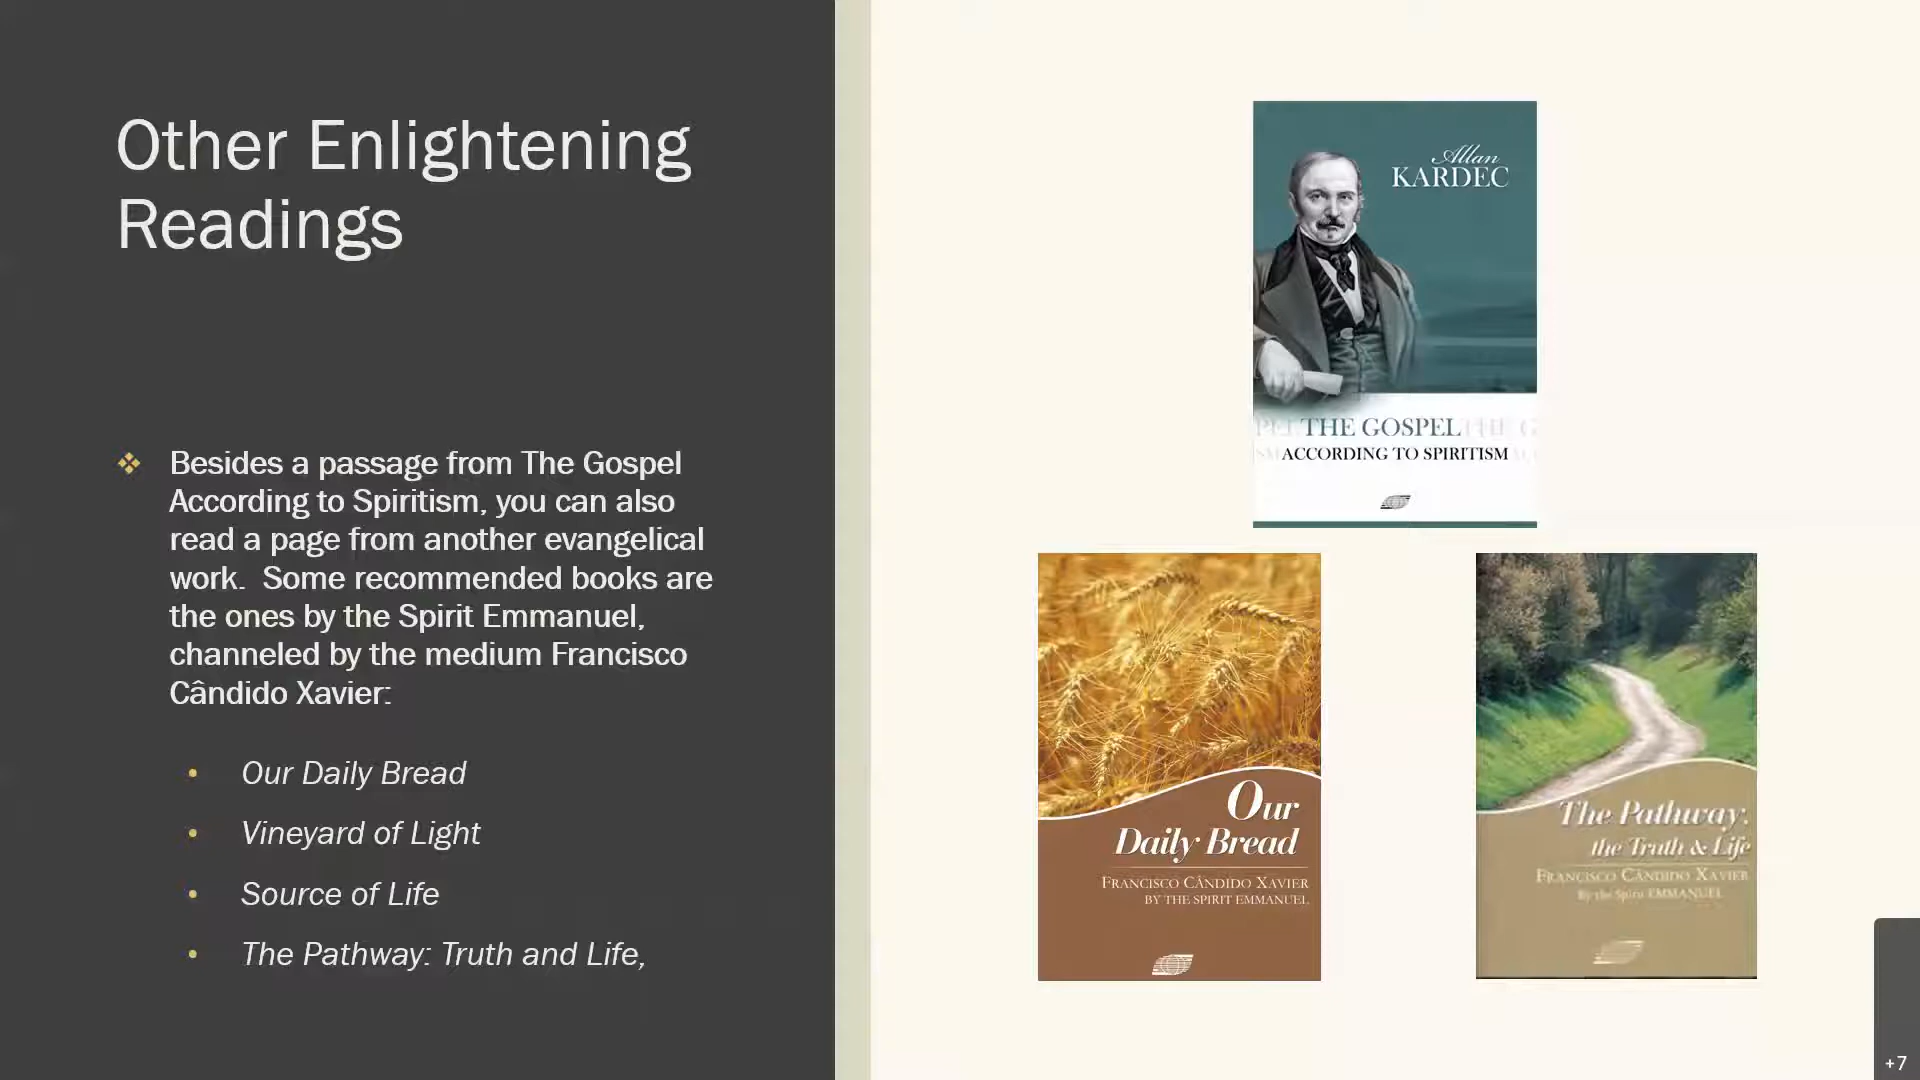 Other Enlightening
Readings
Besides a passage from The Gospel
According to Spiritism, you can also
read a page from another evangelical
work.  Some recommended books are
the ones by the Spirit Emmanuel,
channeled by the medium Francisco
Cândido Xavier:
Our Daily Bread
Vineyard of Light
Source of Life
The Pathway: Truth and Life,
Allan
KARDEC
THE GOSPEL
ACCORDING TO SPIRITISM
Our
Daily Bread
FRANCISCO CÂNDIDO XAVIER
BY THE SPIRIT EMMANUEL
The Pathway:
the Truth & Life
FRANCISCO CÂNDIDO XAVIER
By the Spirit EMMANUEL
+7